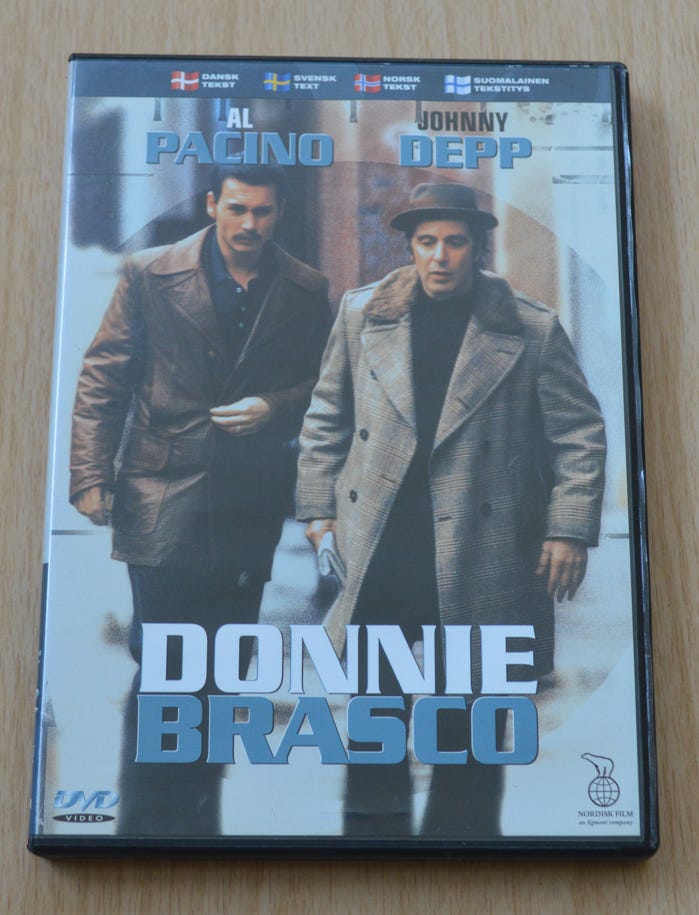 DANSK
TEKST
SVENSK
TEXT
NORSK
TEKST
SUOMALAINEN
TEKSTITYS
AL
PACINO
JOHNNY
DEPP
DONNIE
BRASCO
DVD
VIDEO
NORDISK FILM
an Egmont company